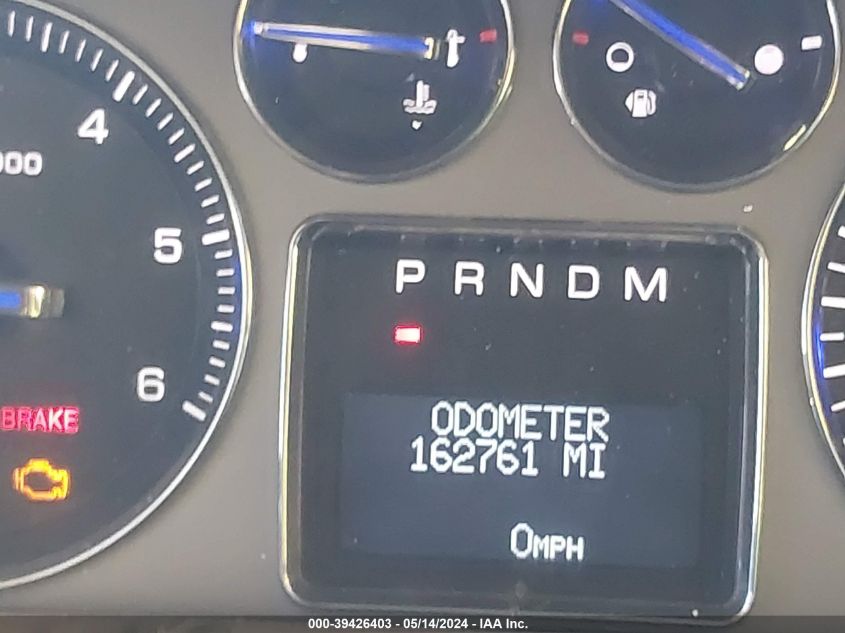 4
000
5
6
P R N D M
BRAKE
ODOMETER
162761 MI
0MPH
000-39426403 - 05/14/2024 - IAA Inc.